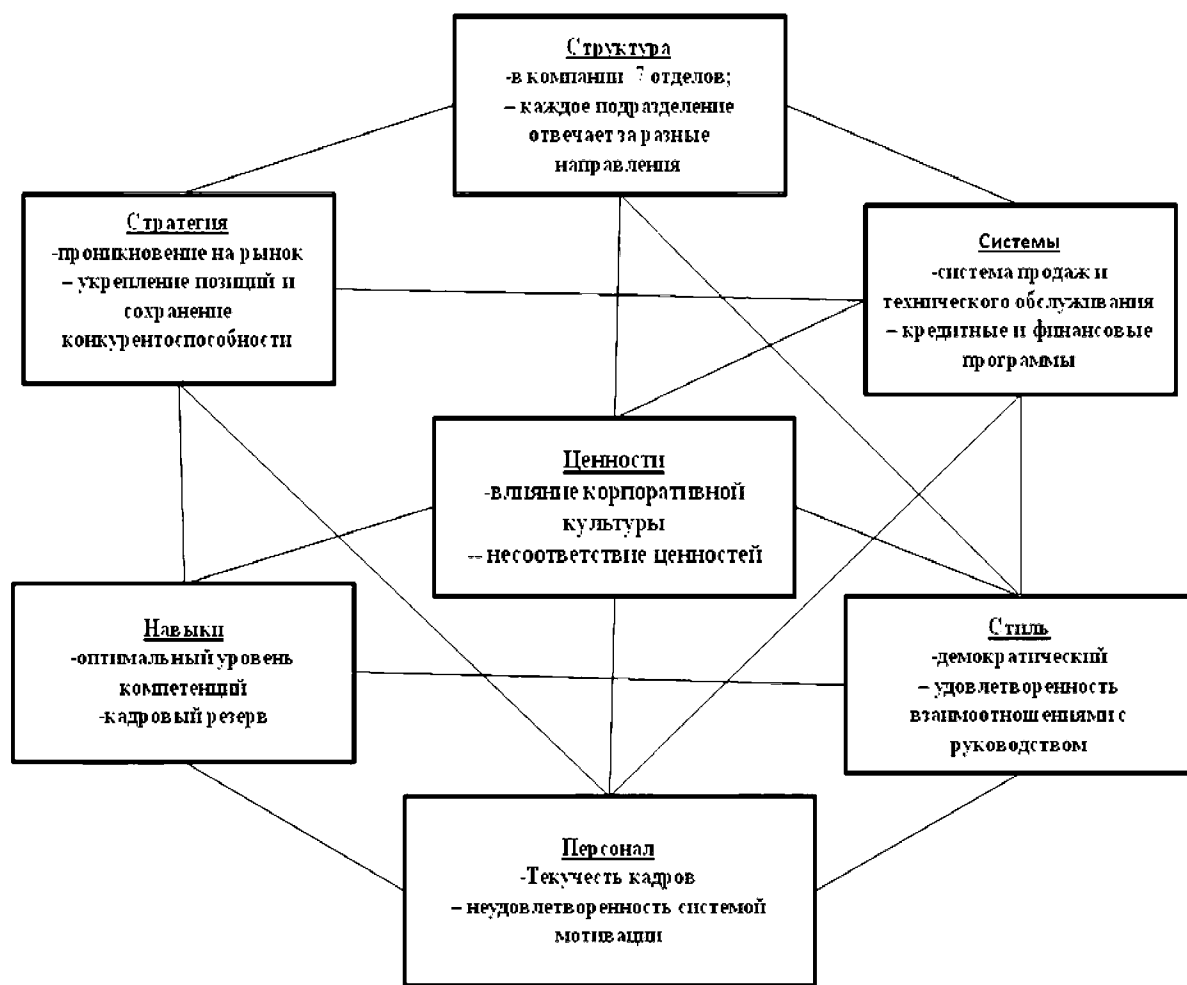 Структура
-в компании 7 отделов;
– каждое подразделение
отвечает за разные
направления
Стратегия
-проникновение на рынок
– укрепление позиций и
сохранение
конкурентоспособности
Системы
-система продаж и
технического обслуживания
– кредитные и финансовые
программы
Ценности
-влияние корпоративной
культуры
-- несоответствие ценностей
Навыки
-оптимальный уровень
компетенций
-кадровый резерв
Стиль
-демократический
– удовлетворенность
взаимоотношениями с
руководством
Персонал
-Текучесть кадров
– неудовлетворенность системой
мотивации